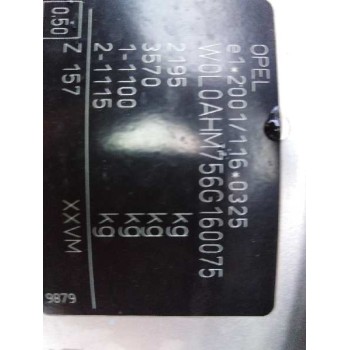 OPEL
e1*2001/116*0325
W0L0AHM756G160075
2195 kg
3570 kg
1-1100 kg
2-1115 kg
0.50 Z 157 XXVM
9879